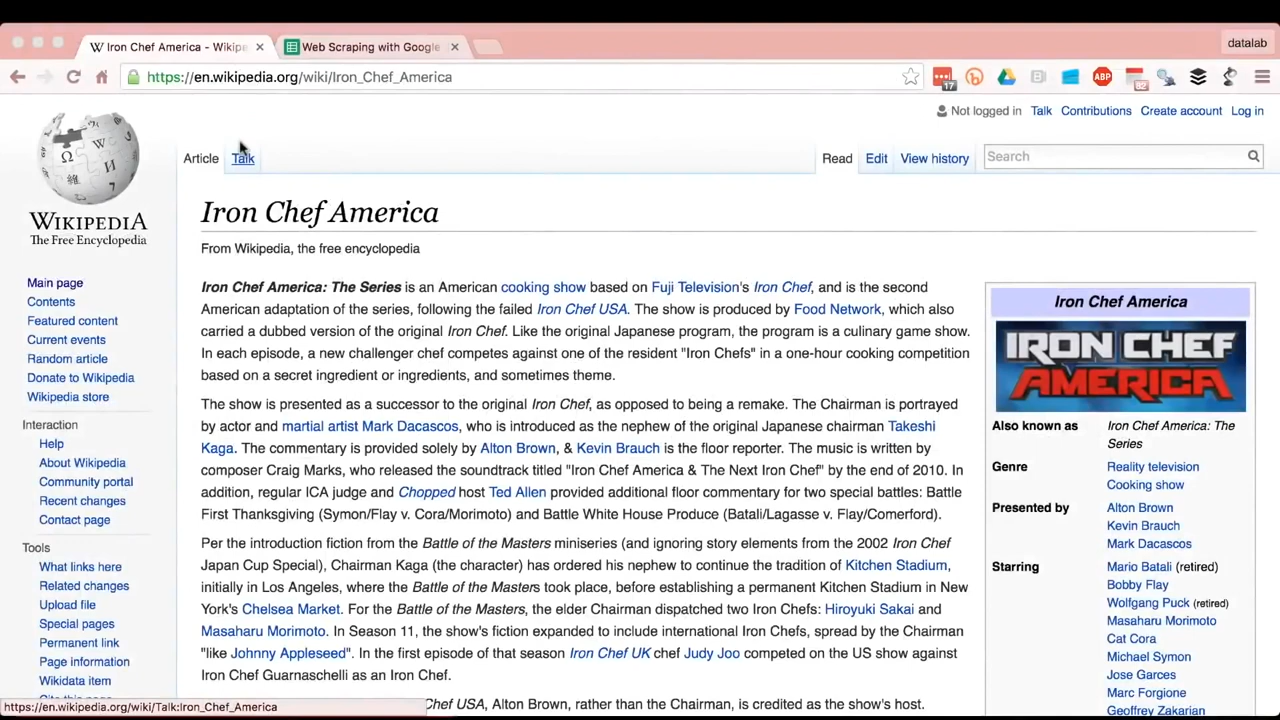 Iron Chef America - Wikipe
Web Scraping with Google
datalab
https://en.wikipedia.org/wiki/Iron_Chef_America
17
ABP
Not logged in Talk Contributions Create account Log in
Article Talk Read Edit View history Search
WIKIPEDIA
The Free Encyclopedia
Main page
Contents
Featured content
Current events
Random article
Donate to Wikipedia
Wikipedia store
Interaction
Help
About Wikipedia
Community portal
Recent changes
Contact page
Tools
What links here
Related changes
Upload file
Special pages
Permanent link
Page information
Wikidata item
Cite this page
Iron Chef America
From Wikipedia, the free encyclopedia
Iron Chef America: The Series is an American cooking show based on Fuji Television's Iron Chef, and is the second
American adaptation of the series, following the failed Iron Chef USA. The show is produced by Food Network, which also
carried a dubbed version of the original Iron Chef. Like the original Japanese program, the program is a culinary game show.
In each episode, a new challenger chef competes against one of the resident "Iron Chefs" in a one-hour cooking competition
based on a secret ingredient or ingredients, and sometimes theme.
The show is presented as a successor to the original Iron Chef, as opposed to being a remake. The Chairman is portrayed
by actor and martial artist Mark Dacascos, who is introduced as the nephew of the original Japanese chairman Takeshi
Kaga. The commentary is provided solely by Alton Brown, & Kevin Brauch is the floor reporter. The music is written by
composer Craig Marks, who released the soundtrack titled "Iron Chef America & The Next Iron Chef" by the end of 2010. In
addition, regular ICA judge and Chopped host Ted Allen provided additional floor commentary for two special battles: Battle
First Thanksgiving (Symon/Flay v. Cora/Morimoto) and Battle White House Produce (Batali/Lagasse v. Flay/Comerford).
Per the introduction fiction from the Battle of the Masters miniseries (and ignoring story elements from the 2002 Iron Chef
Japan Cup Special), Chairman Kaga (the character) has ordered his nephew to continue the tradition of Kitchen Stadium,
initially in Los Angeles, where the Battle of the Masters took place, before establishing a permanent Kitchen Stadium in New
York's Chelsea Market. For the Battle of the Masters, the elder Chairman dispatched two Iron Chefs: Hiroyuki Sakai and
Masaharu Morimoto. In Season 11, the show's fiction expanded to include international Iron Chefs, spread by the Chairman
"like Johnny Appleseed". In the first episode of that season Iron Chef UK chef Judy Joo competed on the US show against
Iron Chef Guarnaschelli as an Iron Chef.
Chef USA, Alton Brown, rather than the Chairman, is credited as the show's host.
Iron Chef America
IRON CHEF
AMERICA
Also known as Iron Chef America: The
Series
Genre Reality television
Cooking show
Presented by Alton Brown
Kevin Brauch
Mark Dacascos
Starring Mario Batali (retired)
Bobby Flay
Wolfgang Puck (retired)
Masaharu Morimoto
Cat Cora
Michael Symon
Jose Garces
Marc Forgione
Geoffrey Zakarian
https://en.wikipedia.org/wiki/Talk:Iron_Chef_America